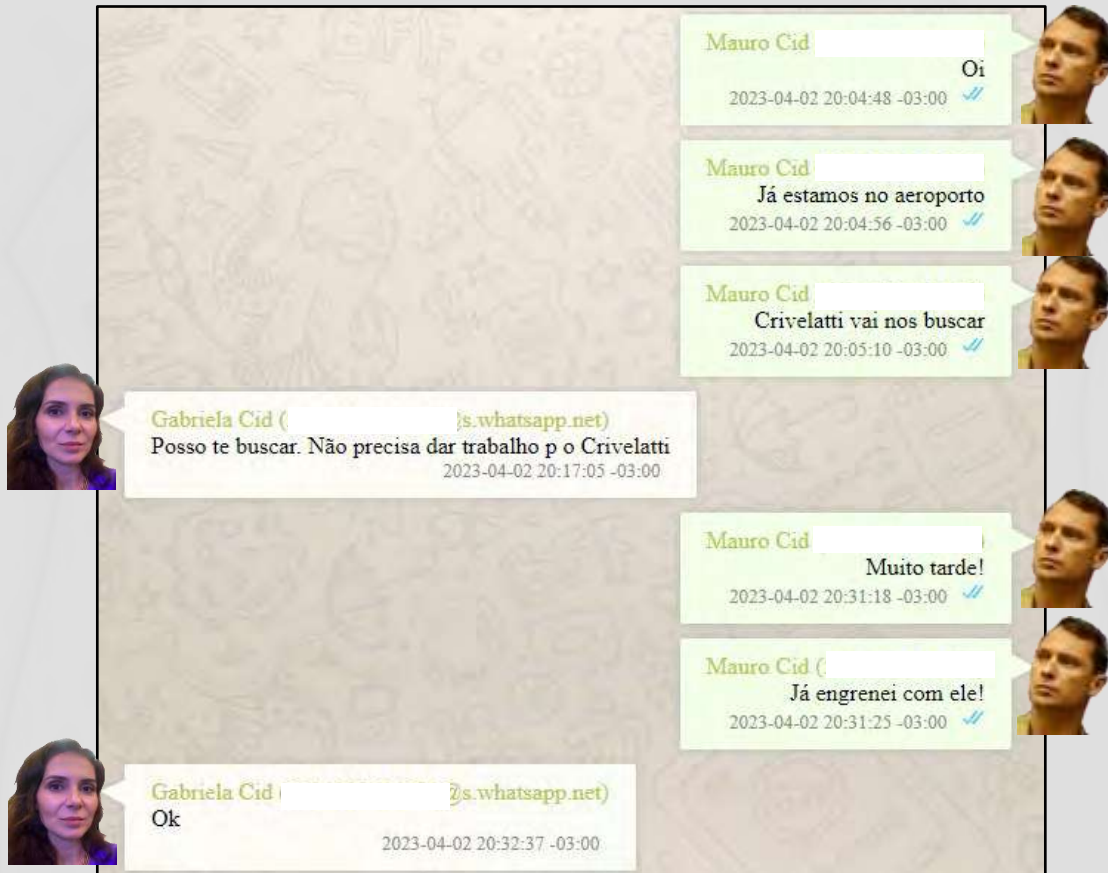 Mauro Cid
Oi
2023-04-02 20:04:48 -03:00
Mauro Cid
Já estamos no aeroporto
2023-04-02 20:04:56 -03:00
Mauro Cid
Crivelatti vai nos buscar
2023-04-02 20:05:10 -03:00
Gabriela Cid ( s.whatsapp.net)
Posso te buscar. Não precisa dar trabalho p o Crivelatti
2023-04-02 20:17:05 -03:00
Mauro Cid
Muito tarde!
2023-04-02 20:31:18 -03:00
Mauro Cid (
Já engrenei com ele!
2023-04-02 20:31:25 -03:00
Gabriela Cid ( @s.whatsapp.net)
Ok
2023-04-02 20:32:37 -03:00